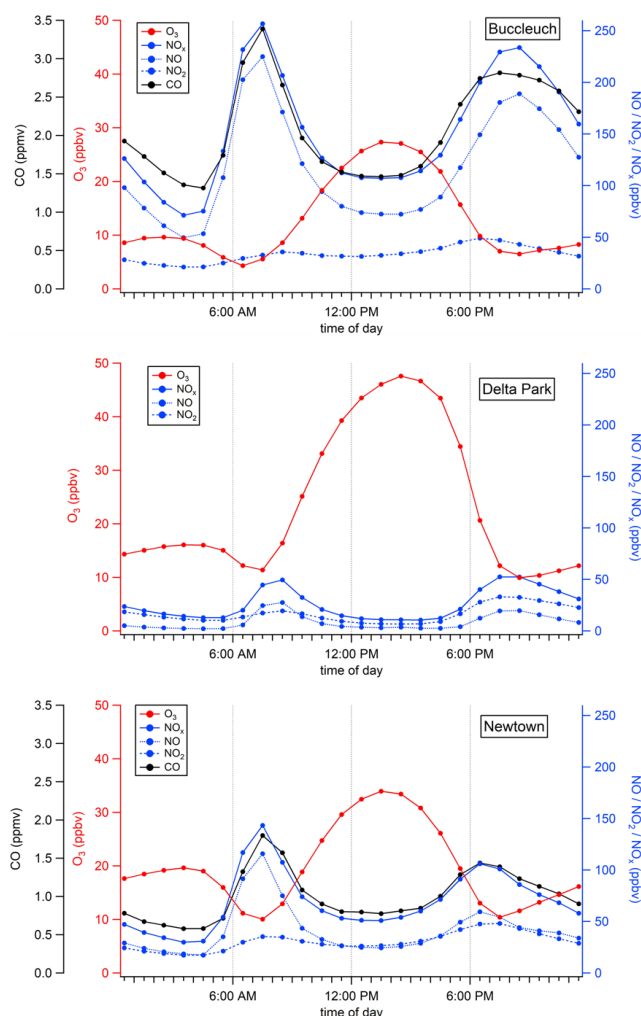 Buccleuch
O₃
NOₓ
NO
NO₂
CO
CO (ppmv)
3.5
3.0
2.5
2.0
1.5
1.0
0.5
0.0
O₃ (ppbv)
50
40
30
20
10
0
NO / NO₂ / NOₓ (ppbv)
250
200
150
100
50
0
6:00 AM 12:00 PM 6:00 PM
time of day
Delta Park
O₃
NOₓ
NO
NO₂
O₃ (ppbv)
50
40
30
20
10
0
NO / NO₂ / NOₓ (ppbv)
250
200
150
100
50
0
6:00 AM 12:00 PM 6:00 PM
time of day
Newtown
O₃
NOₓ
NO
NO₂
CO
CO (ppmv)
3.5
3.0
2.5
2.0
1.5
1.0
0.5
0.0
O₃ (ppbv)
50
40
30
20
10
0
NO / NO₂ / NOₓ (ppbv)
250
200
150
100
50
0
6:00 AM 12:00 PM 6:00 PM
time of day